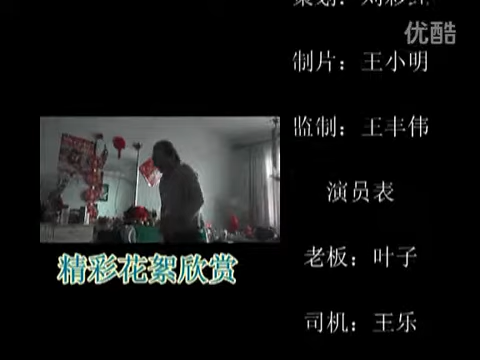 优酷
制片：王小明
监制：王丰伟
演员表
老板：叶子
司机：王乐
精彩花絮欣赏